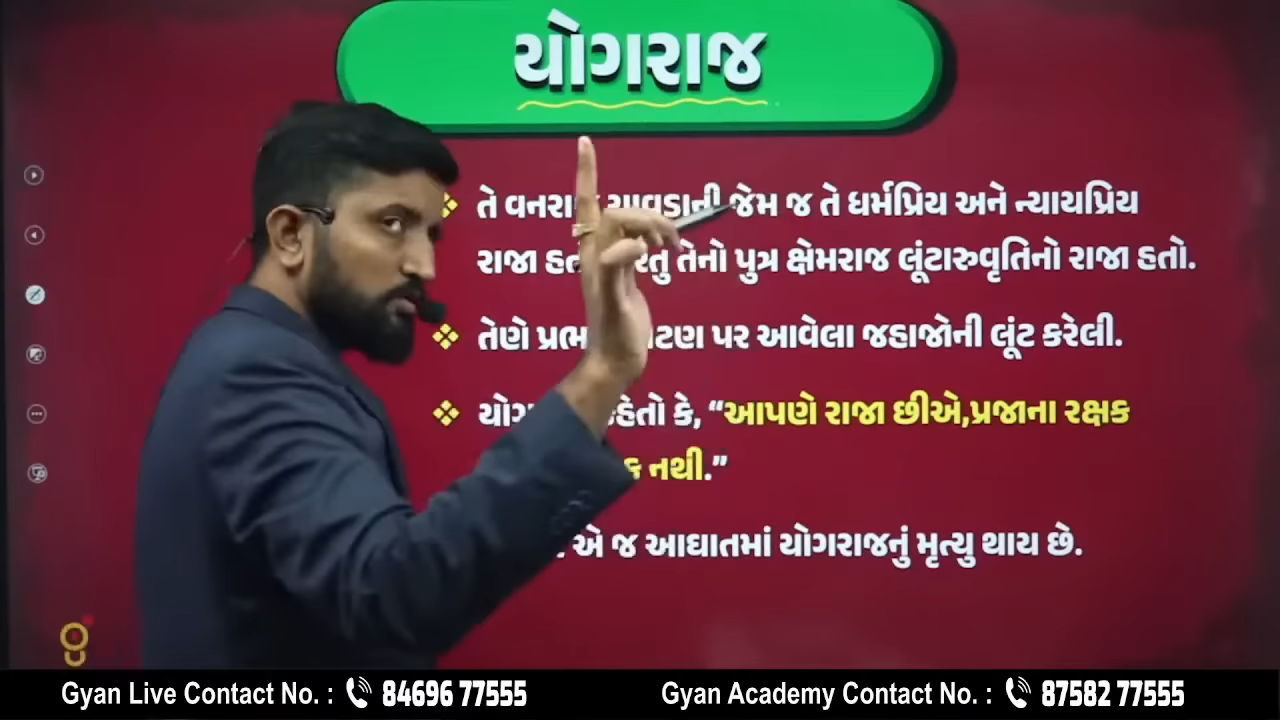 યોગરાજ
તે જેમ જ તે ધર્મપ્રિય અને ન્યાયપ્રિય
રાજા તેનો પુત્ર ક્ષેમરાજ લૂંટારુવૃતિનો રાજા હતો.
તેણે પર આવેલા જહાજોની લૂંટ કરેલી.
કે, “આપણે રાજા છીએ,પ્રજાના રક્ષક
નથી.”
એ જ આઘાતમાં યોગરાજનું મૃત્યુ થાય છે.
Gyan Live Contact No. : 84696 77555
Gyan Academy Contact No. : 87582 77555